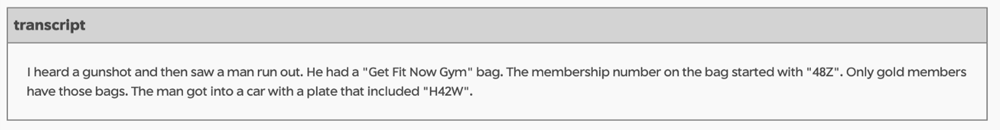 transcript
I heard a gunshot and then saw a man run out. He had a "Get Fit Now Gym" bag. The membership number on the bag started with "48Z". Only gold members
have those bags. The man got into a car with a plate that included "H42W".